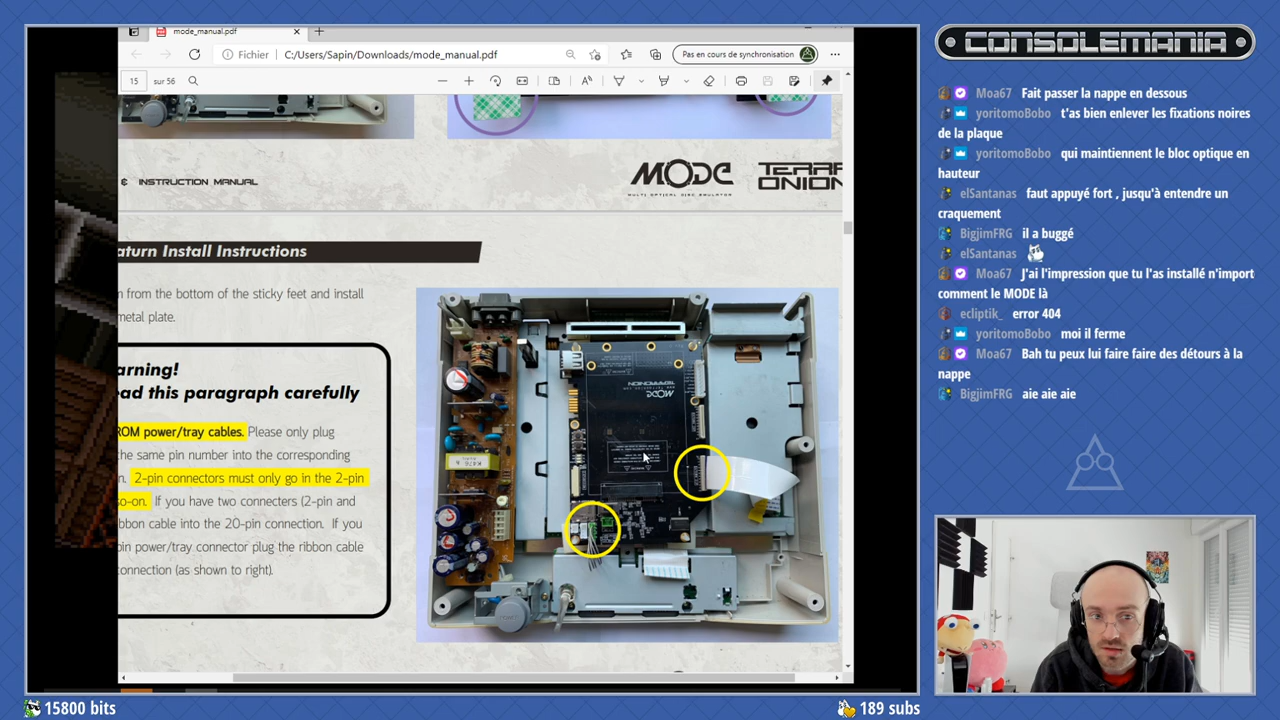 mode_manual.pdf
Fichier
C:/Users/Sapin/Downloads/mode_manual.pdf
Pas en cours de synchronisation
15
sur 56
& INSTRUCTION MANUAL
MODE
MULTI OPTICAL DISC EMULATOR
TERRA
ONION
aturn Install Instructions
n from the bottom of the sticky feet and install
metal plate.
arning!
ead this paragraph carefully
ROM power/tray cables. Please only plug
the same pin number into the corresponding
n. 2-pin connectors must only go in the 2-pin
so-on. If you have two connecters (2-pin and
bbon cable into the 20-pin connection. If you
pin power/tray connector plug the ribbon cable
connection (as shown to right).
MODE
CONSOLEMANIA
Moa67 Fait passer la nappe en dessous
yoritomoBobo t'as bien enlever les fixations noires
de la plaque
yoritomoBobo qui maintiennent le bloc optique en
hauteur
elSantanas faut appuyé fort , jusqu'à entendre un
craquement
BigjimFRG il a buggé
elSantanas
Moa67 J'ai l'impression que tu l'as installé n'import
comment le MODE là
ecliptik_ error 404
yoritomoBobo moi il ferme
Moa67 Bah tu peux lui faire faire des détours à la
nappe
BigjimFRG aie aie aie
15800 bits
189 subs